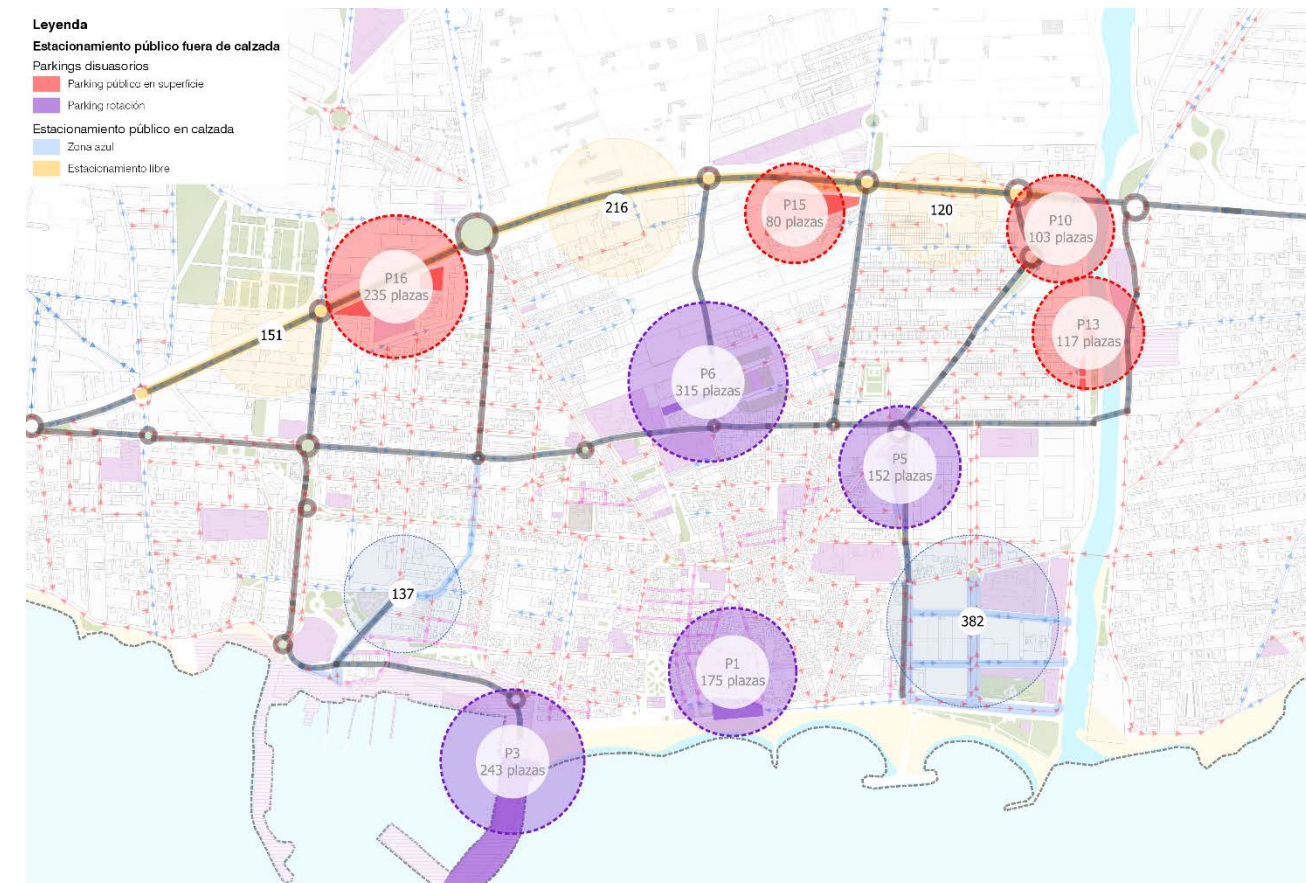 Leyenda
Estacionamiento público fuera de calzada
Parkings disuasorios
Parking público en superficie
Parking rotación
Estacionamiento público en calzada
Zona azul
Estacionamiento libre
216
P15
80 plazas
120
P10
103 plazas
P16
235 plazas
151
P13
117 plazas
P6
315 plazas
P5
152 plazas
137
382
P1
175 plazas
P3
243 plazas